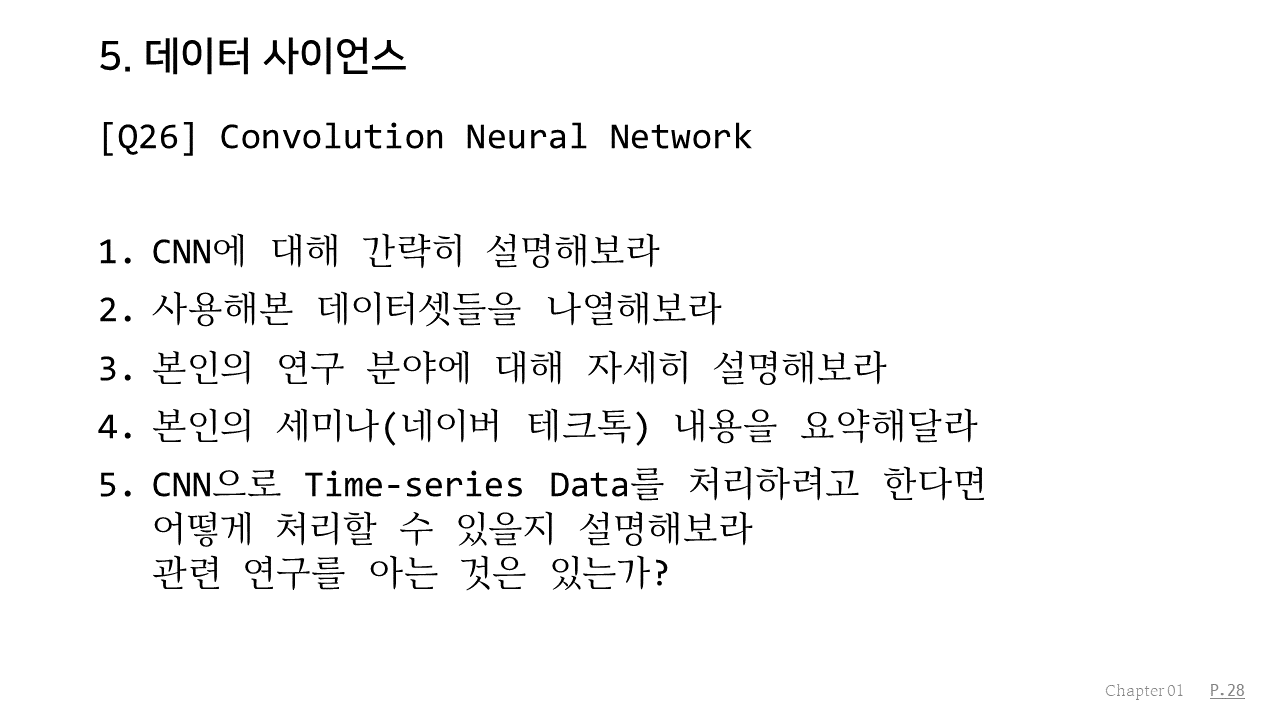 5. 데이터 사이언스
[Q26] Convolution Neural Network
1. CNN에 대해 간략히 설명해보라
2. 사용해본 데이터셋들을 나열해보라
3. 본인의 연구 분야에 대해 자세히 설명해보라
4. 본인의 세미나(네이버 테크톡) 내용을 요약해달라
5. CNN으로 Time-series Data를 처리하려고 한다면
어떻게 처리할 수 있을지 설명해보라
관련 연구를 아는 것은 있는가?
Chapter 01 P.28